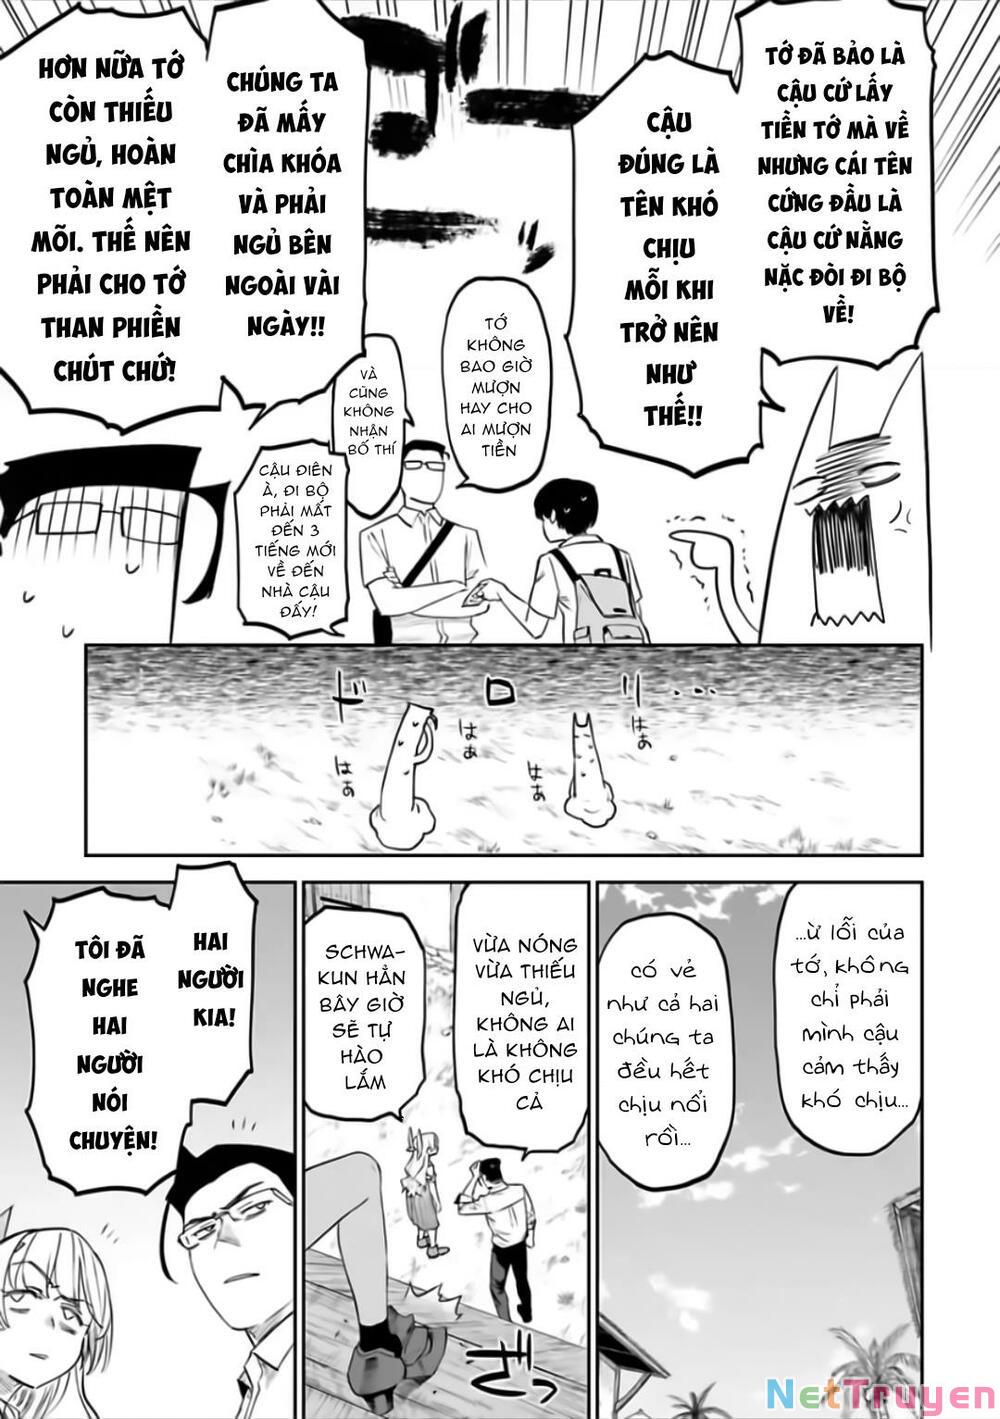 TỚ ĐÃ BẢO LÀ
CẬU CỨ LẤY
TIỀN TỚ MÀ VỀ
NHƯNG CÁI TÊN
CỨNG ĐẦU LÀ
CẬU CỨ NẰNG
NẶC ĐÒI ĐI BỘ
VỀ!
CẬU
ĐÚNG LÀ
TÊN KHÓ
CHỊU
MỖI KHI
TRỞ NÊN
NHƯ
THẾ!!
CHÚNG TA
ĐÃ MẤY
CHÌA KHÓA
VÀ PHẢI
NGỦ BÊN
NGOÀI VÀI
NGÀY!!
HƠN NỮA TỚ
CÒN THIẾU
NGỦ, HOÀN
TOÀN MỆT
MÕI. THẾ NÊN
PHẢI CHO TỚ
THAN PHIỀN
CHÚT CHỨ!
TỚ
KHÔNG
BAO GIỜ
MƯỢN
HAY CHO
AI MƯỢN
TIỀN
VÀ
CŨNG
KHÔNG
NHẬN
BỐ THÍ
CẬU ĐIÊN
À, ĐI BỘ
PHẢI MẤT
ĐẾN 3
TIẾNG MỚI
VỀ ĐẾN
NHÀ CẬU
ĐẤY!
ドロリ...
はぁ
はぁ
はぁ
はぁ
...Ừ LỖI CỦA
TỚ, KHÔNG
CHỈ PHẢI
MÌNH CẬU
CẢM THẤY
KHÓ CHỊU...
CÓ VẺ
NHƯ CẢ HAI
CHÚNG TA
ĐỀU HẾT
CHỊU NỔI
RỒI...
VỪA NÓNG
VỪA THIẾU
NGỦ,
KHÔNG AI
LÀ KHÔNG
KHÓ CHỊU
CẢ
SCHWA-
KUN HẲN
BÂY GIỜ
SẼ TỰ
HÀO
LẮM
HAI
NGƯỜI
KIA!
TÔI ĐÃ
NGHE
HAI
NGƯỜI
NÓI
CHUYỆN!
NetTruyen